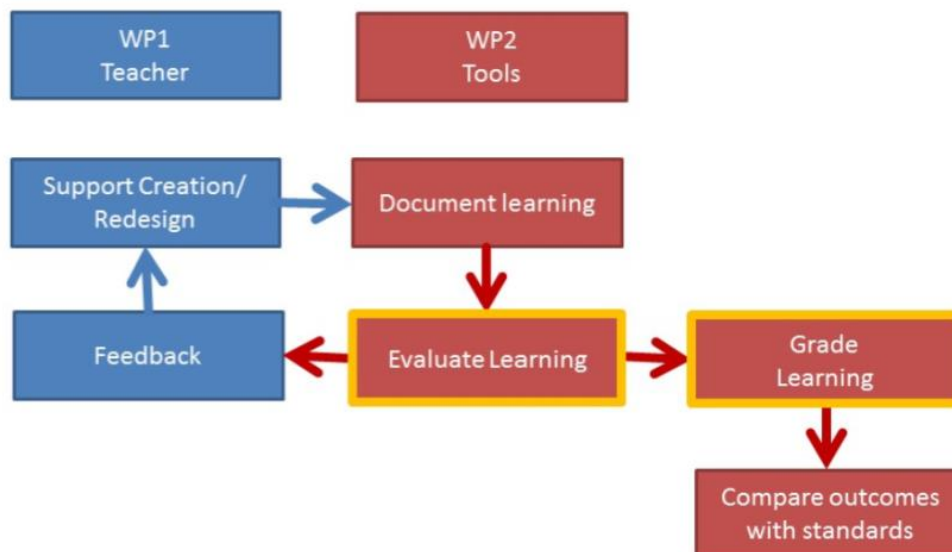 WP1
Teacher
WP2
Tools
Support Creation/
Redesign
Document learning
Feedback
Evaluate Learning
Grade
Learning
Compare outcomes
with standards